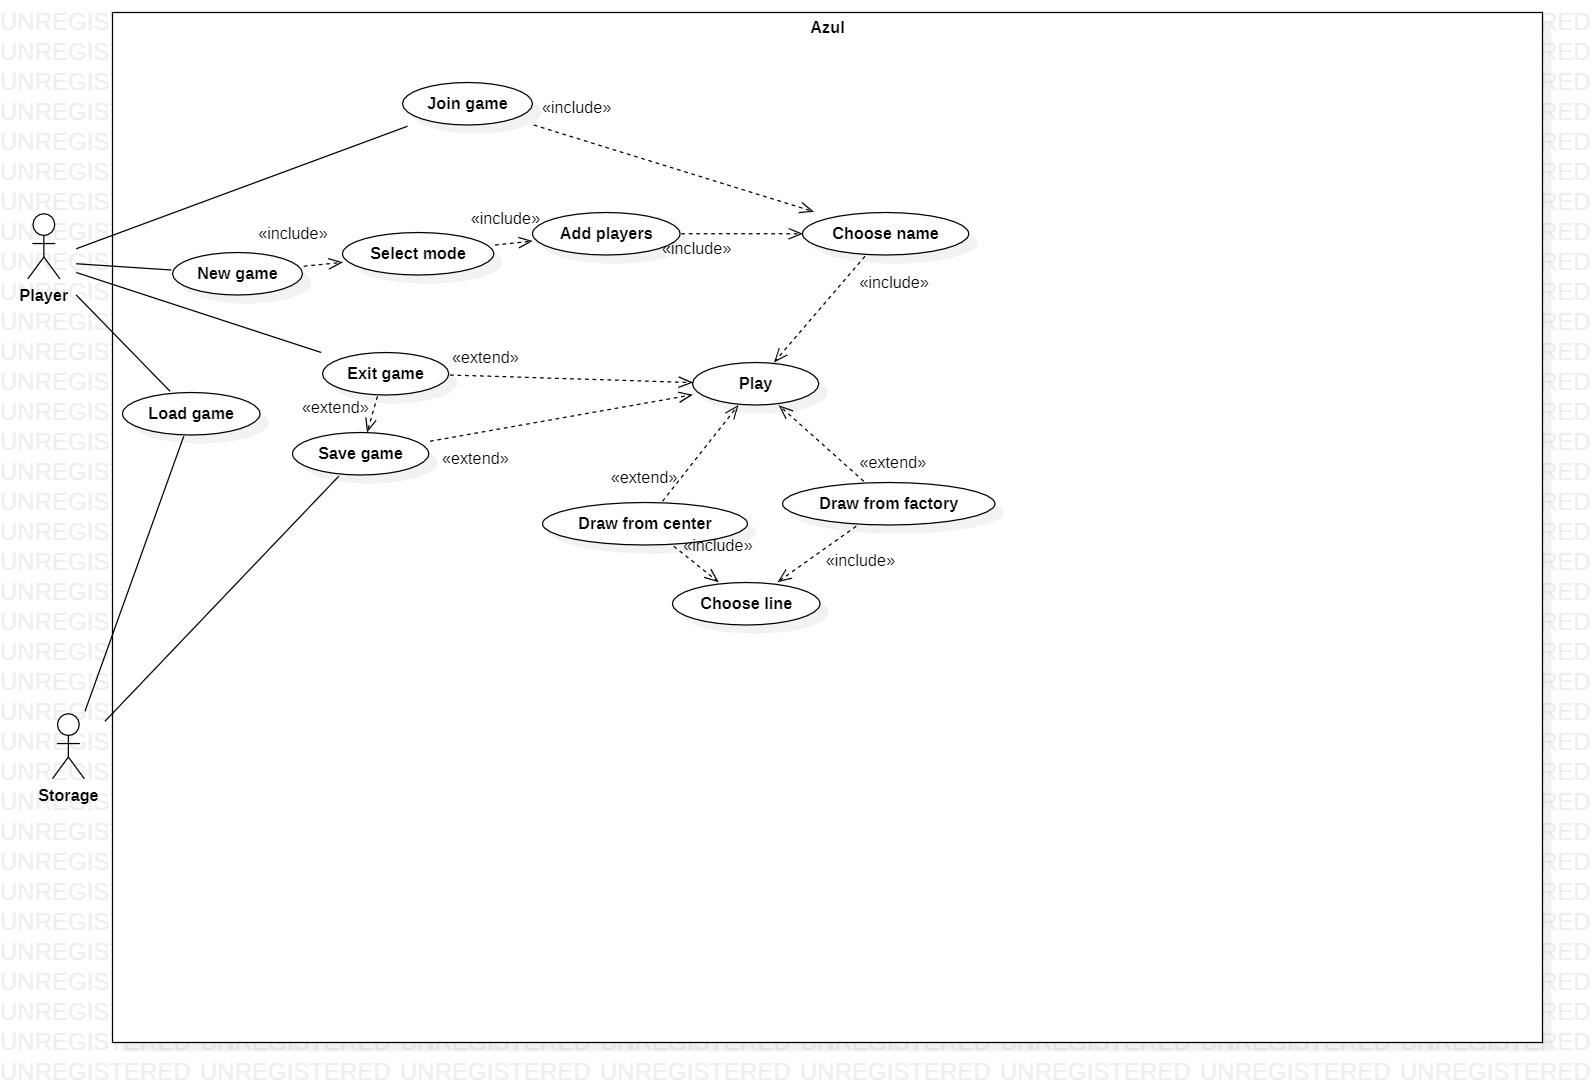 Azul
Join game
«include»
«include»
«include»
Add players
Choose name
Select mode
«include»
New game
«include»
Player
«extend»
Exit game
Play
«extend»
Load game
Save game
«extend»
«extend»
«extend»
Draw from factory
Draw from center
«include»
«include»
Choose line
Storage
UNREGISTERED UNREGISTERED UNREGISTERED UNREGISTERED UNREGISTERED UNREGISTERED UNREGISTERED UNREGISTERED